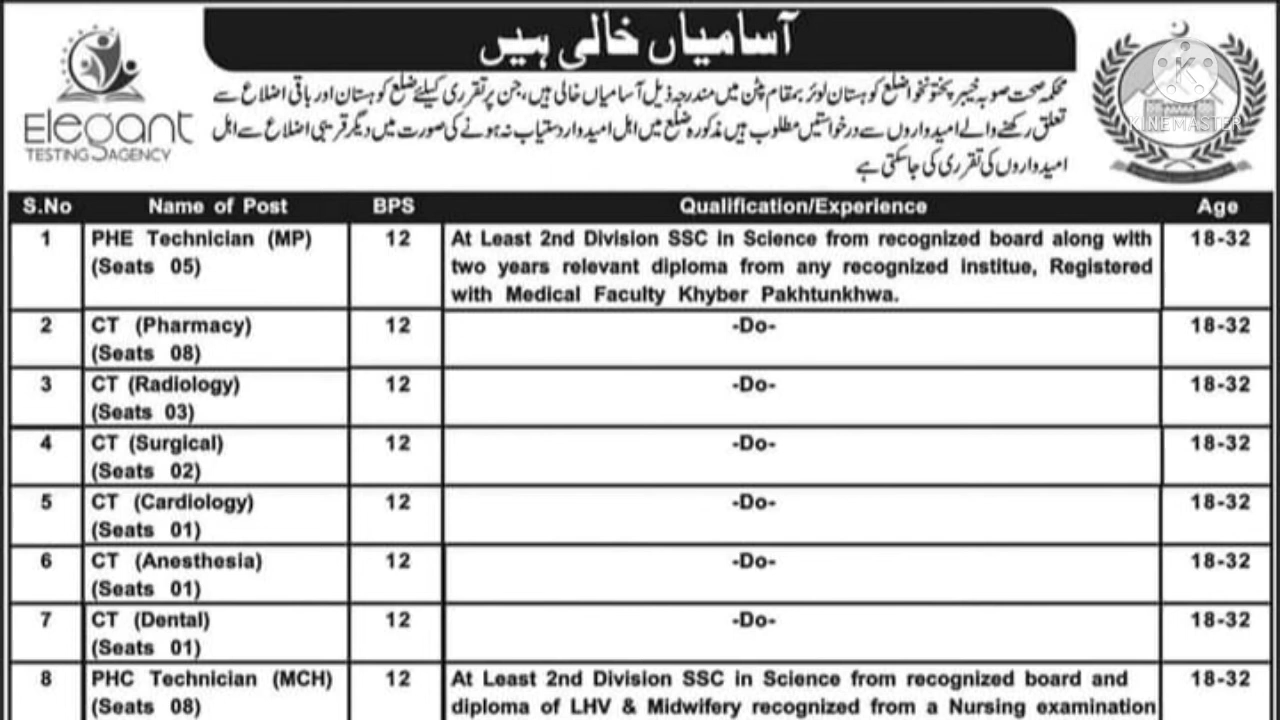 آسامیاں خالی ہیں
Elegant
TESTING AGENCY
محکمہ صحت صوبہ خیبر پختونخوا ضلع کوہستان لوئر بمقام پٹن میں مندرجہ ذیل آسامیاں خالی ہیں، جن پر تقرری کیلئے ضلع کوہستان اور باقی اضلاع سے
تعلق رکھنے والے امیدواروں سے درخواستیں مطلوب ہیں مذکورہ ضلع میں اہل امیدوار دستیاب نہ ہونے کی صورت میں دیگر قریبی اضلاع سے اہل
امیدواروں کی تقرری کی جاسکتی ہے
K
KINEMASTER
S.No Name of Post BPS Qualification/Experience Age
1 PHE Technician (MP) 12 At Least 2nd Division SSC in Science from recognized board along with 18-32
(Seats 05) two years relevant diploma from any recognized institue, Registered
with Medical Faculty Khyber Pakhtunkhwa.
2 CT (Pharmacy) 12 -Do- 18-32
(Seats 08)
3 CT (Radiology) 12 -Do- 18-32
(Seats 03)
4 CT (Surgical) 12 -Do- 18-32
(Seats 02)
5 CT (Cardiology) 12 -Do- 18-32
(Seats 01)
6 CT (Anesthesia) 12 -Do- 18-32
(Seats 01)
7 CT (Dental) 12 -Do- 18-32
(Seats 01)
8 PHC Technician (MCH) 12 At Least 2nd Division SSC in Science from recognized board and 18-32
(Seats 08) diploma of LHV & Midwifery recognized from a Nursing examination